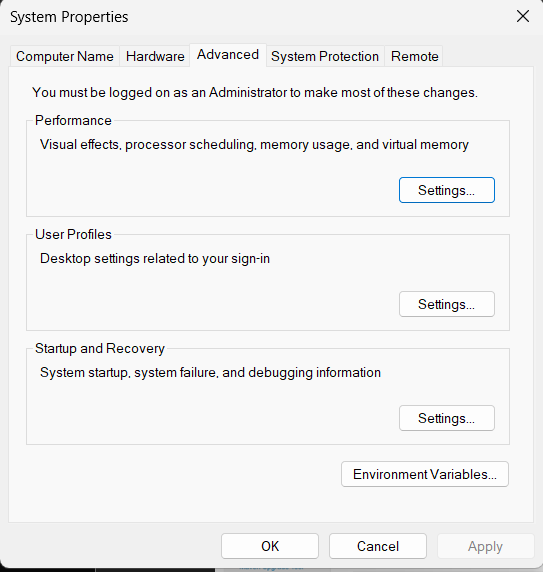 System Properties
Computer Name
Hardware
Advanced
System Protection
Remote
You must be logged on as an Administrator to make most of these changes.
Performance
Visual effects, processor scheduling, memory usage, and virtual memory
Settings...
User Profiles
Desktop settings related to your sign-in
Settings...
Startup and Recovery
System startup, system failure, and debugging information
Settings...
Environment Variables...
OK
Cancel
Apply